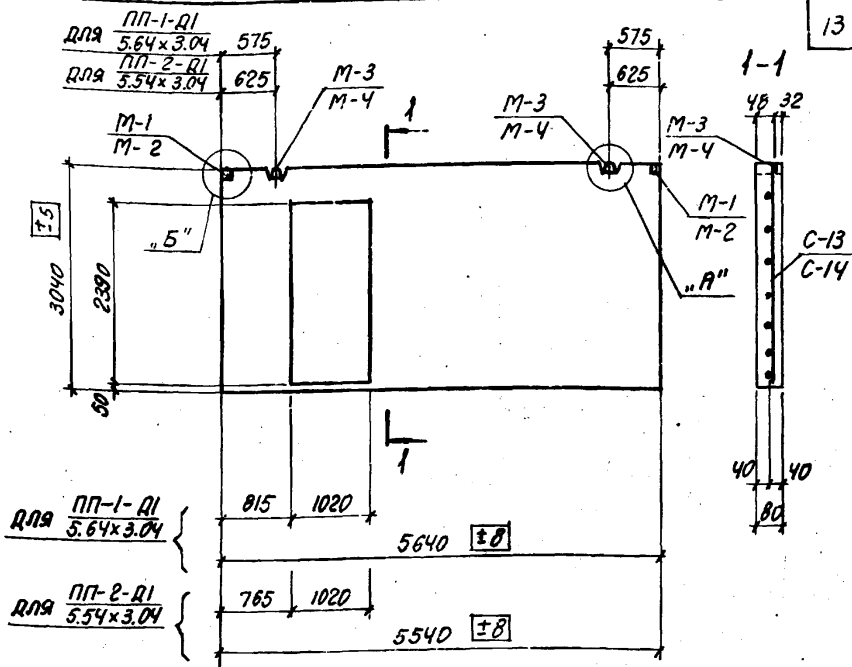 13
для ПП-1-Д1
5.64×3.04
575
для ПП-2-Д1
5.54×3.04
625
М-3
М-4
М-1
М-2
1
М-3
М-4
575
625
1-1
48
32
М-3
М-4
М-1
М-2
С-13
С-14
„Б"
„А"
±5
3040
2390
50
1
40
40
80
для ПП-1-Д1
5.64×3.04
815
1020
5640 ±8
для ПП-2-Д1
5.54×3.04
765
1020
5540 ±8